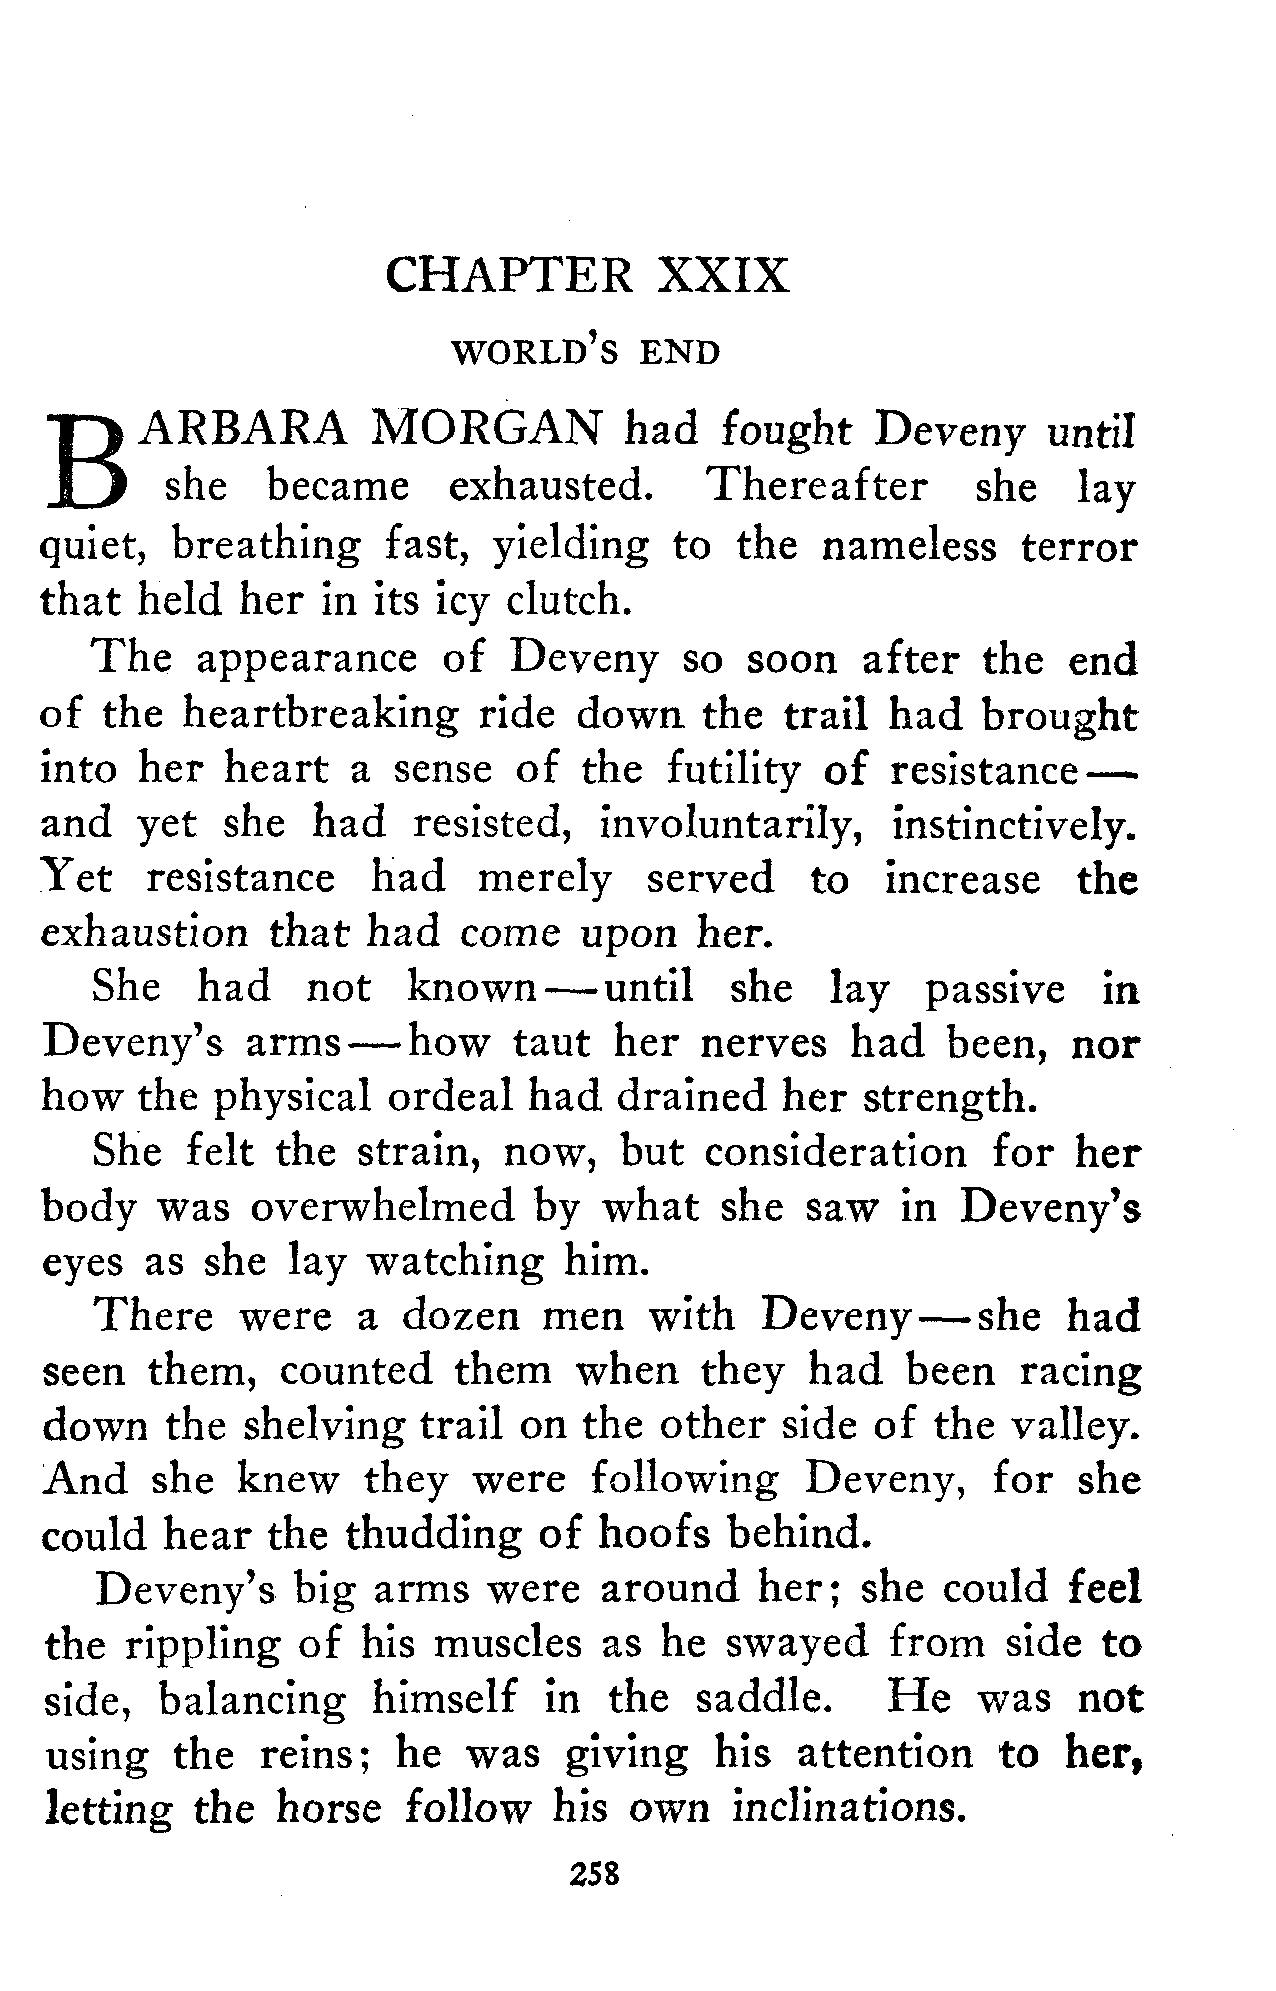 CHAPTER XXIX
WORLD'S END
BARBARA MORGAN had fought Deveny until
she became exhausted. Thereafter she lay
quiet, breathing fast, yielding to the nameless terror
that held her in its icy clutch.
The appearance of Deveny so soon after the end
of the heartbreaking ride down the trail had brought
into her heart a sense of the futility of resistance—
and yet she had resisted, involuntarily, instinctively.
Yet resistance had merely served to increase the
exhaustion that had come upon her.
She had not known—until she lay passive in
Deveny's arms—how taut her nerves had been, nor
how the physical ordeal had drained her strength.
She felt the strain, now, but consideration for her
body was overwhelmed by what she saw in Deveny's
eyes as she lay watching him.
There were a dozen men with Deveny—she had
seen them, counted them when they had been racing
down the shelving trail on the other side of the valley.
And she knew they were following Deveny, for she
could hear the thudding of hoofs behind.
Deveny's big arms were around her; she could feel
the rippling of his muscles as he swayed from side to
side, balancing himself in the saddle. He was not
using the reins; he was giving his attention to her,
letting the horse follow his own inclinations.
258